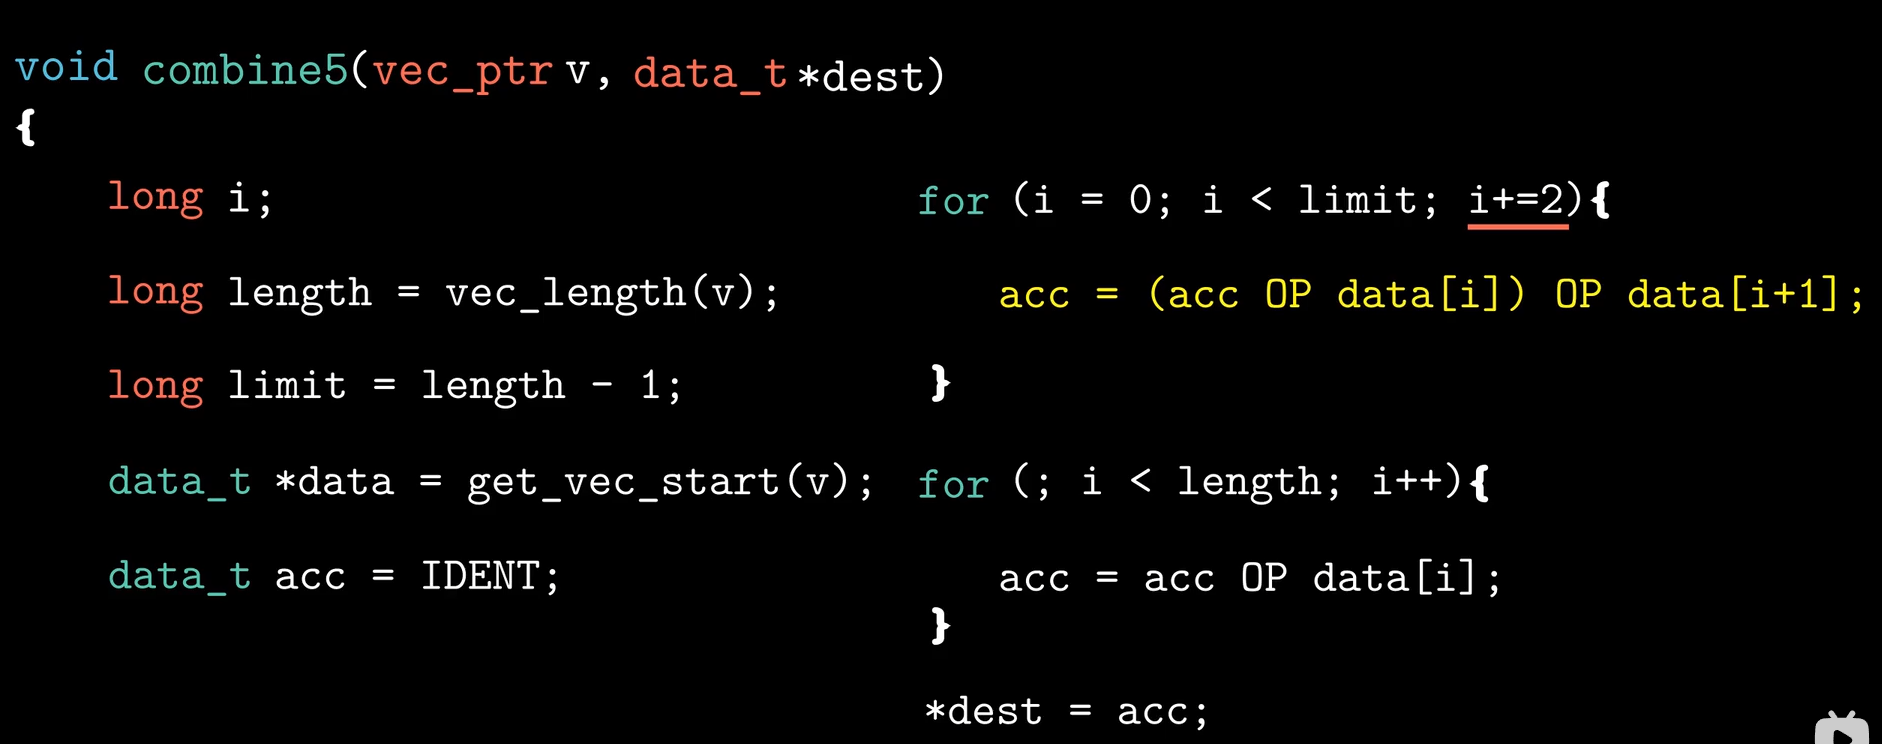 void combine5(vec_ptr v, data_t *dest)
{
long i;
long length = vec_length(v);
long limit = length - 1;
data_t *data = get_vec_start(v);
data_t acc = IDENT;
for (i = 0; i < limit; i+=2){
acc = (acc OP data[i]) OP data[i+1];
}
for (; i < length; i++){
acc = acc OP data[i];
}
*dest = acc;